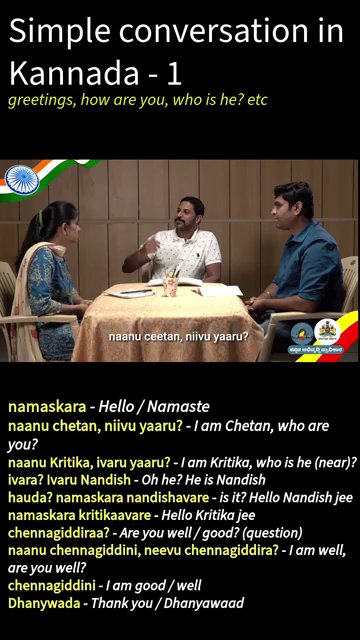 Simple conversation in
Kannada - 1
greetings, how are you, who is he? etc
naanu ceetan, niivu yaaru?
namaskara - Hello / Namaste
naanu chetan, niivu yaaru? - I am Chetan, who are
you?
naanu Kritika, ivaru yaaru? - I am Kritika, who is he (near)?
ivara? Ivaru Nandish - Oh? He is Nandish
hauda? namaskara nandishavare - is it? Hello Nandish jee
namaskara kritikaavare - Hello Kritika jee
chennagiddiraa? - Are you well / good? (question)
naanu chennagiddini, neevu chennagiddira? - I am well,
are you well?
chennagiddini - I am good / well
Dhanywada - Thank you / Dhanyawaad